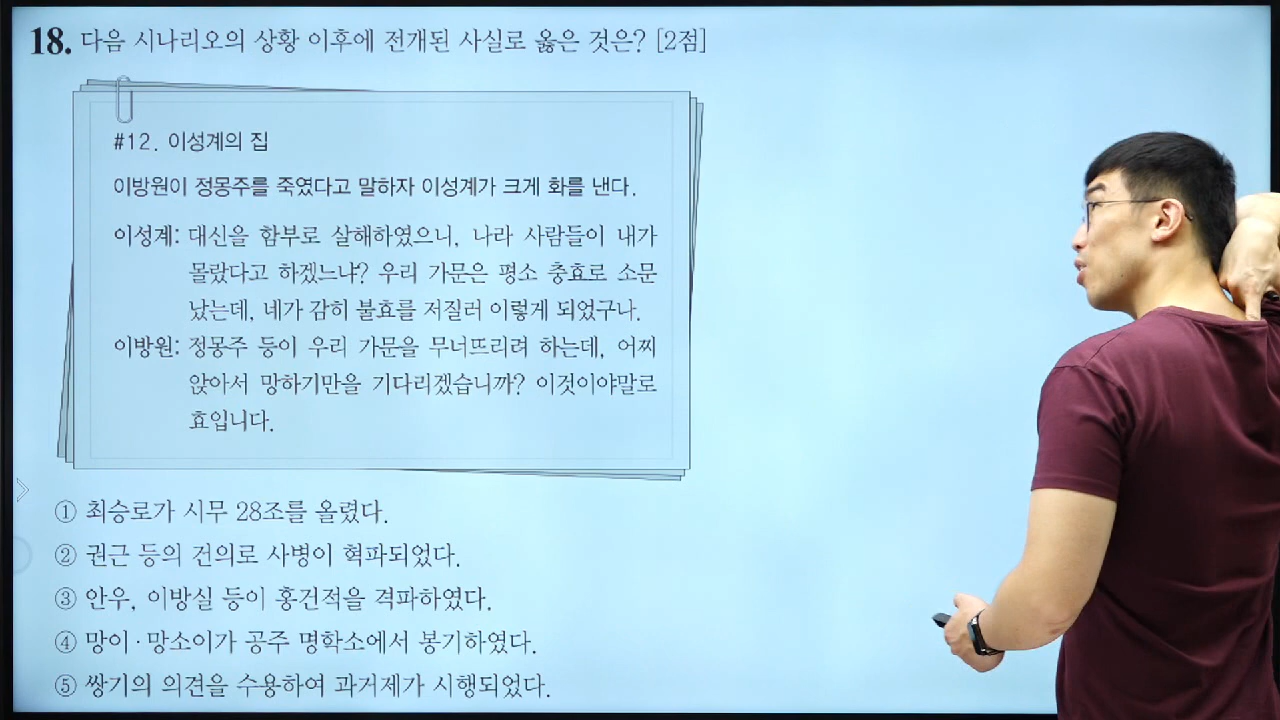 18. 다음 시나리오의 상황 이후에 전개된 사실로 옳은 것은? [2점]
#12. 이성계의 집
이방원이 정몽주를 죽였다고 말하자 이성계가 크게 화를 낸다.
이성계: 대신을 함부로 살해하였으니, 나라 사람들이 내가
몰랐다고 하겠느냐? 우리 가문은 평소 충효로 소문
났는데, 네가 감히 불효를 저질러 이렇게 되었구나.
이방원: 정몽주 등이 우리 가문을 무너뜨리려 하는데, 어찌
앉아서 망하기만을 기다리겠습니까? 이것이야말로
효입니다.
① 최승로가 시무 28조를 올렸다.
② 권근 등의 건의로 사병이 혁파되었다.
③ 안우, 이방실 등이 홍건적을 격파하였다.
④ 망이·망소이가 공주 명학소에서 봉기하였다.
⑤ 쌍기의 의견을 수용하여 과거제가 시행되었다.